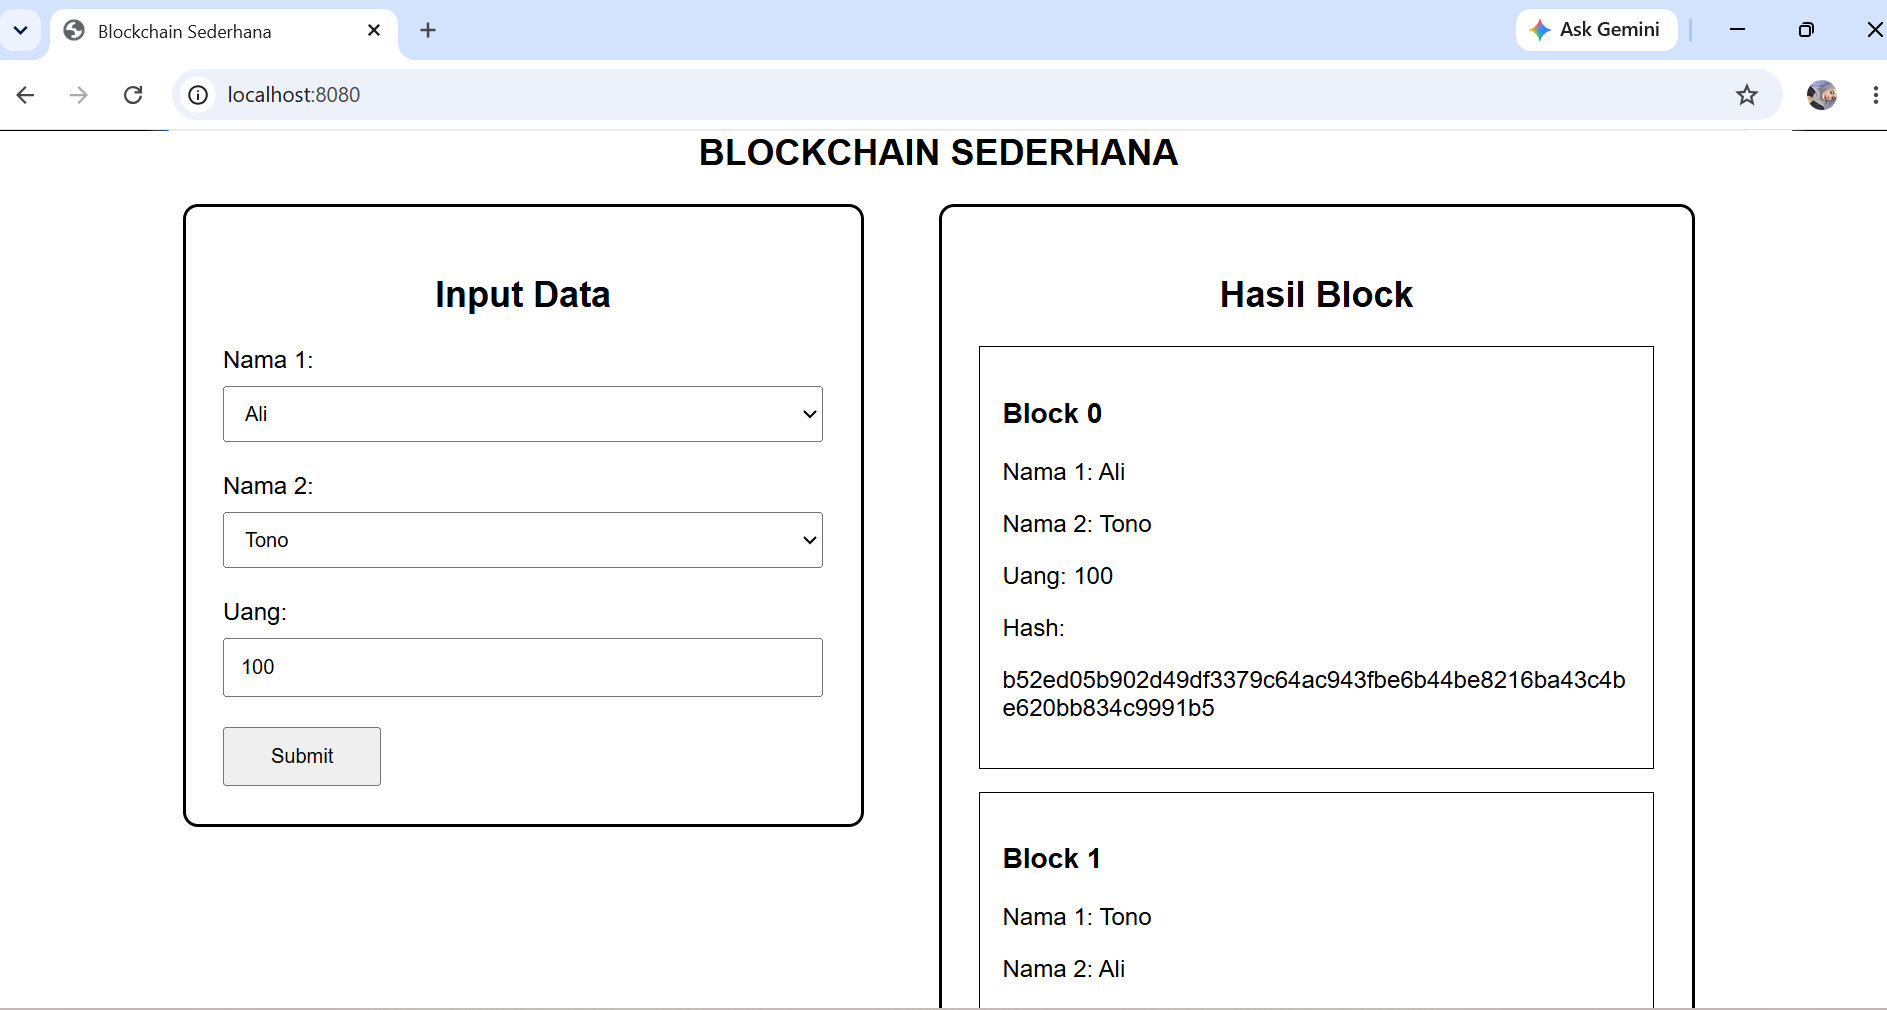 Blockchain Sederhana
Ask Gemini
localhost:8080
BLOCKCHAIN SEDERHANA
Input Data
Nama 1:
Ali
Nama 2:
Tono
Uang:
100
Submit
Hasil Block
Block 0
Nama 1: Ali
Nama 2: Tono
Uang: 100
Hash:
b52ed05b902d49df3379c64ac943fbe6b44be8216ba43c4b
e620bb834c9991b5
Block 1
Nama 1: Tono
Nama 2: Ali